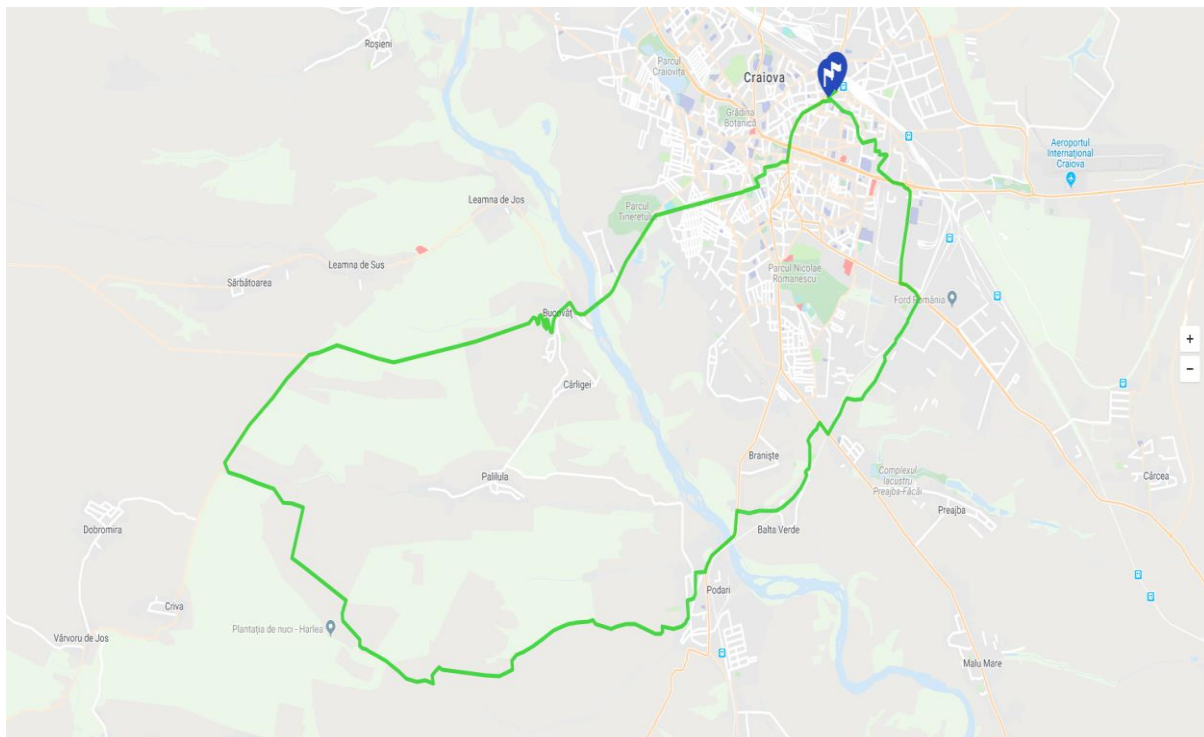 Roșieni
Parcul
Craiovița
Craiova
Grădina
Botanică
Aeroportul
Internațional
Craiova
Leamna de Jos
Parcul
Tineretul
Leamna de Sus
Parcul Nicolae
Romanescu
Sărbătoarea
Ford România
Bucovăț
+
−
Cârligei
Braniște
Complexul
lacustru
Preajba-Făcăi
Palilula
Cârcea
Preajba
Dobromira
Balta Verde
Podari
Criva
Plantația de nuci - Harlea
Vârvoru de Jos
Malu Mare